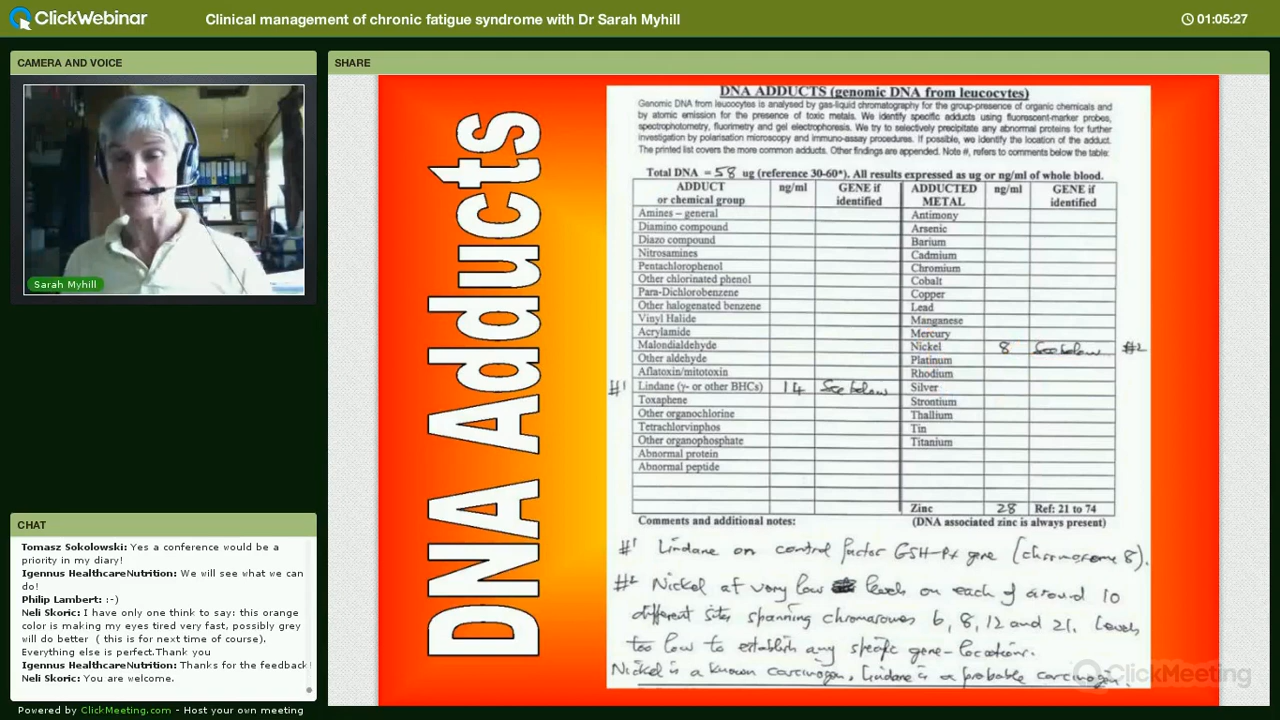 ClickWebinar
Clinical management of chronic fatigue syndrome with Dr Sarah Myhill
01:05:27
CAMERA AND VOICE
Sarah Myhill
CHAT
Tomasz Sokolowski: Yes a conference would be a
priority in my diary!
Igennus HealthcareNutrition: We will see what we can
do!
Philip Lambert: :-)
Neli Skoric: I have only one think to say: this orange
color is making my eyes tired very fast, possibly grey
will do better ( this is for next time of course).
Everything else is perfect.Thank you
Igennus HealthcareNutrition: Thanks for the feedback!
Neli Skoric: You are welcome.
Powered by ClickMeeting.com - Host your own meeting
SHARE
DNA Adducts
DNA ADDUCTS (genomic DNA from leucocytes)
Genomic DNA from leucocytes is analysed by gas-liquid chromatography for the group-presence of organic chemicals and
by atomic emission for the presence of toxic metals. We identify specific adducts using fluorescent-marker probes,
spectrophotometry, fluorimetry and gel electrophoresis. We try to selectively precipitate any abnormal proteins for further
investigation by polarisation microscopy and immuno-assay procedures. If possible, we identify the location of the adduct.
The printed list covers the more common adducts. Other findings are appended. Note #, refers to comments below the table:
Total DNA = 58 ug (reference 30-60*). All results expressed as ug or ng/ml of whole blood.
ADDUCT or chemical group ng/ml GENE if identified ADDUCTED METAL ng/ml GENE if identified
Amines – general Antimony
Diamino compound Arsenic
Diazo compound Barium
Nitrosamines Cadmium
Pentachlorophenol Chromium
Other chlorinated phenol Cobalt
Para-Dichlorobenzene Copper
Other halogenated benzene Lead
Vinyl Halide Manganese
Acrylamide Mercury
Malondialdehyde Nickel 8 See below #2
Other aldehyde Platinum
Aflatoxin/mitotoxin Rhodium
#1 Lindane (γ- or other BHCs) 14 See below Silver
Toxaphene Strontium
Other organochlorine Thallium
Tetrachlorvinphos Tin
Other organophosphate Titanium
Abnormal protein
Abnormal peptide
Zinc 28 Ref: 21 to 74
Comments and additional notes: (DNA associated zinc is always present)
#1 Lindane on control factor GSH-Px gene (chromosome 8).
#2 Nickel at very low levels on each of around 10
different sites spanning chromosomes 6, 8, 12 and 21. Levels
too low to establish any specific gene-locations.
Nickel is a known carcinogen, lindane is a probable carcinogen.
ClickMeeting